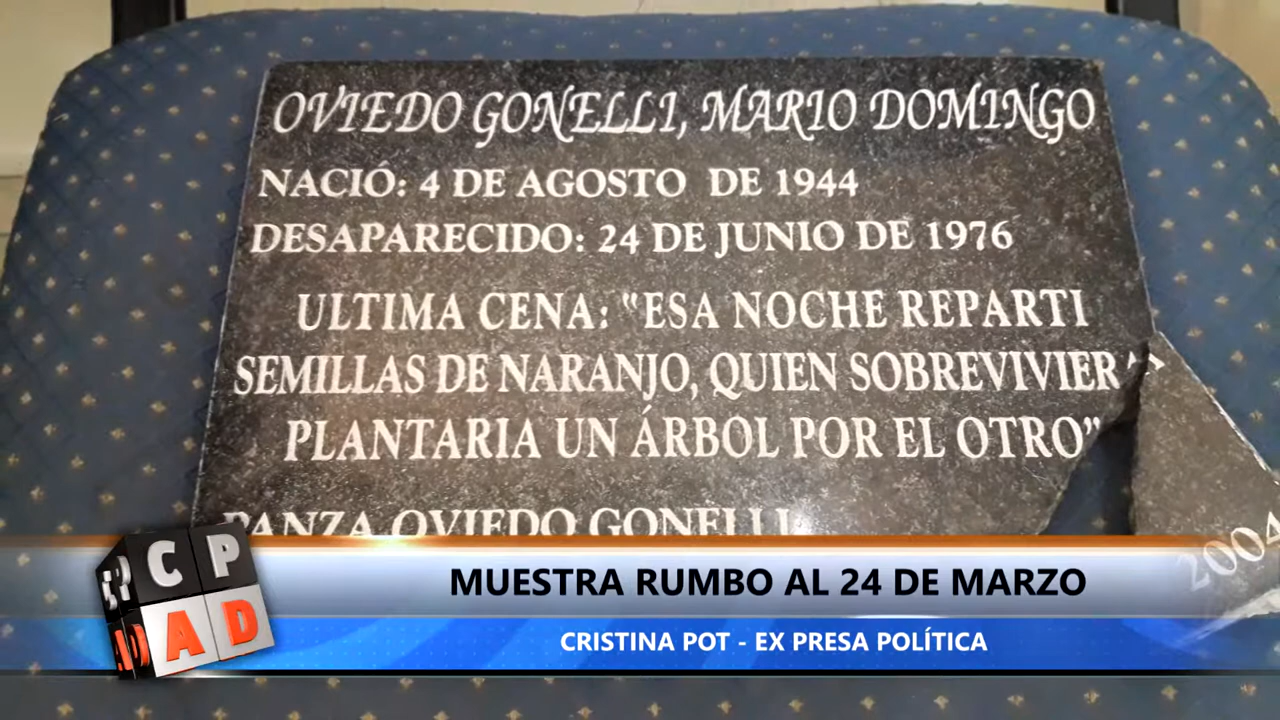 OVIEDO GONELLI, MARIO DOMINGO
NACIÓ: 4 DE AGOSTO DE 1944
DESAPARECIDO: 24 DE JUNIO DE 1976
ULTIMA CENA: "ESA NOCHE REPARTI
SEMILLAS DE NARANJO, QUIEN SOBREVIVIERA
PLANTARIA UN ÁRBOL POR EL OTRO"
PANZA OVIEDO GONELLI
2004
CP
AD
MUESTRA RUMBO AL 24 DE MARZO
CRISTINA POT - EX PRESA POLÍTICA